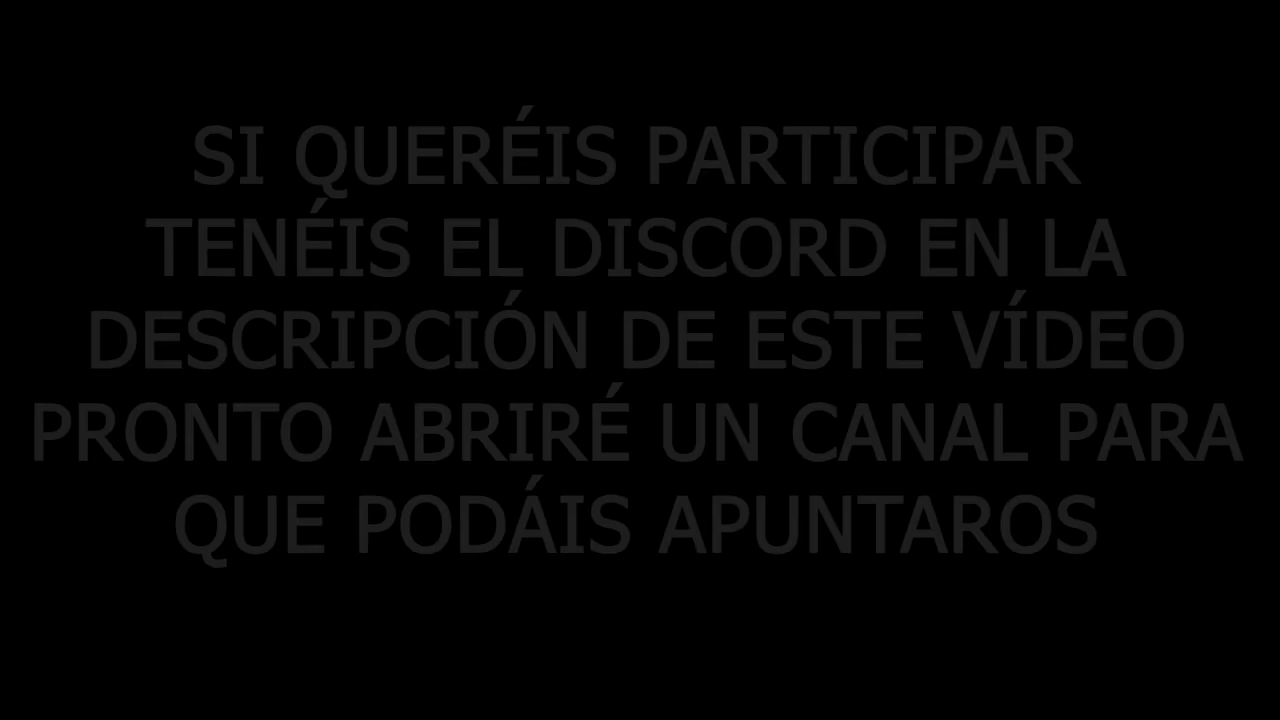 SI QUERÉIS PARTICIPAR
TENÉIS EL DISCORD EN LA
DESCRIPCIÓN DE ESTE VÍDEO
PRONTO ABRIRÉ UN CANAL PARA
QUE PODÁIS APUNTAROS